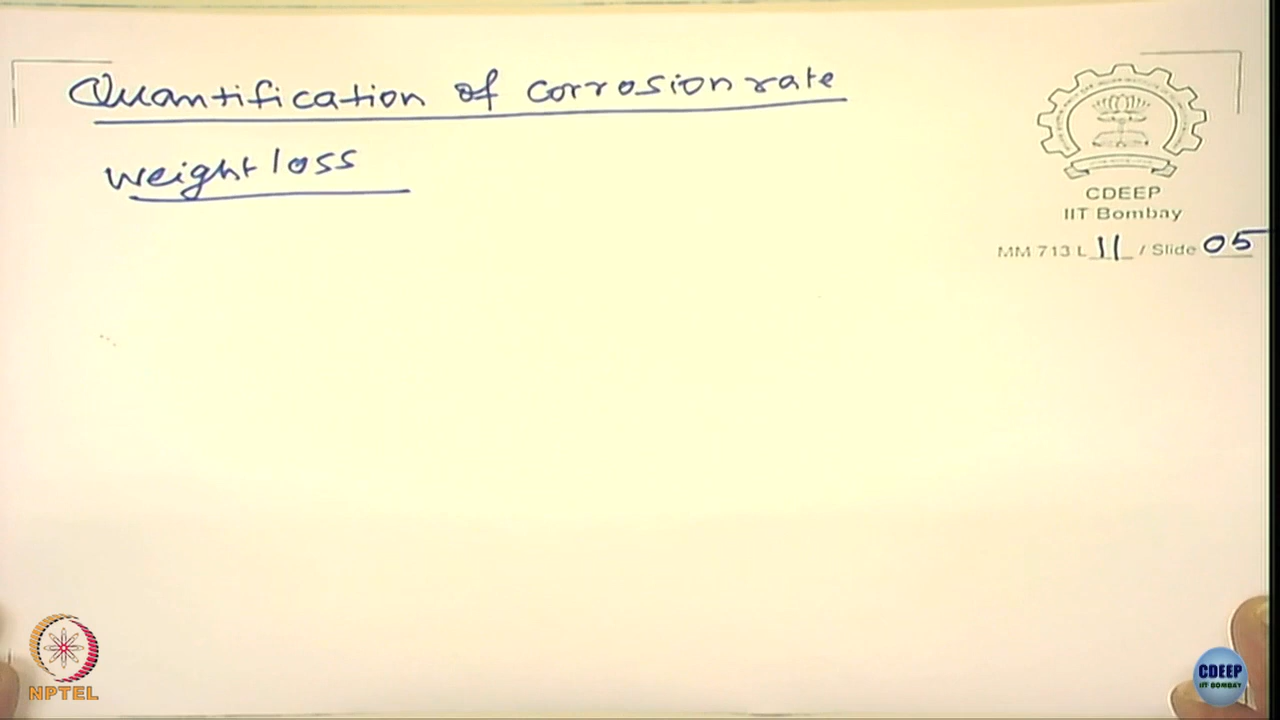 Quantification of corrosion rate
Weight loss
CDEEP
IIT Bombay
MM 713 L 11 / Slide 05
NPTEL
CDEEP
IIT BOMBAY